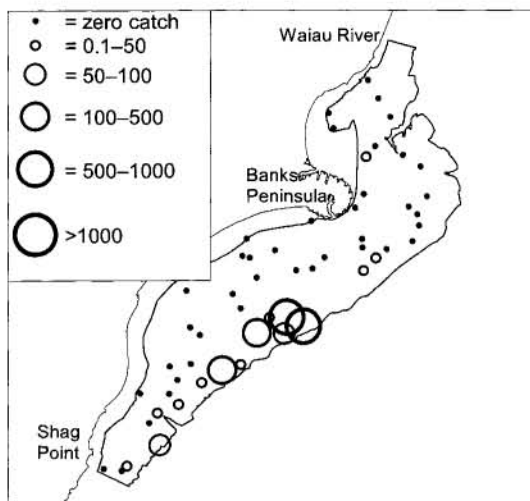 = zero catch
= 0.1–50
= 50–100
= 100–500
= 500–1000
>1000
Waiau River
Banks
Peninsula
Shag
Point